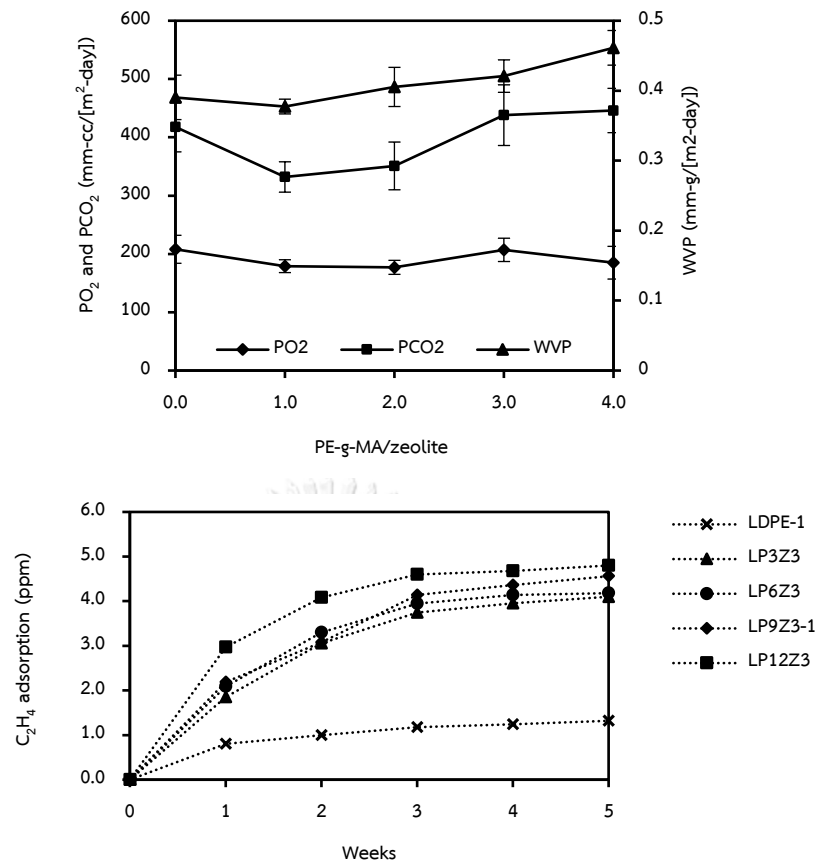 600
500
400
300
200
100
0
0.5
0.4
0.3
0.2
0.1
0
PO₂ and PCO₂ (mm-cc/[m²-day])
WVP (mm-g/[m2-day])
PO2 PCO2 WVP
0.0 1.0 2.0 3.0 4.0
PE-g-MA/zeolite
6.0
5.0
4.0
3.0
2.0
1.0
0.0
C₂H₄ adsorption (ppm)
0 1 2 3 4 5
Weeks
LDPE-1
LP3Z3
LP6Z3
LP9Z3-1
LP12Z3